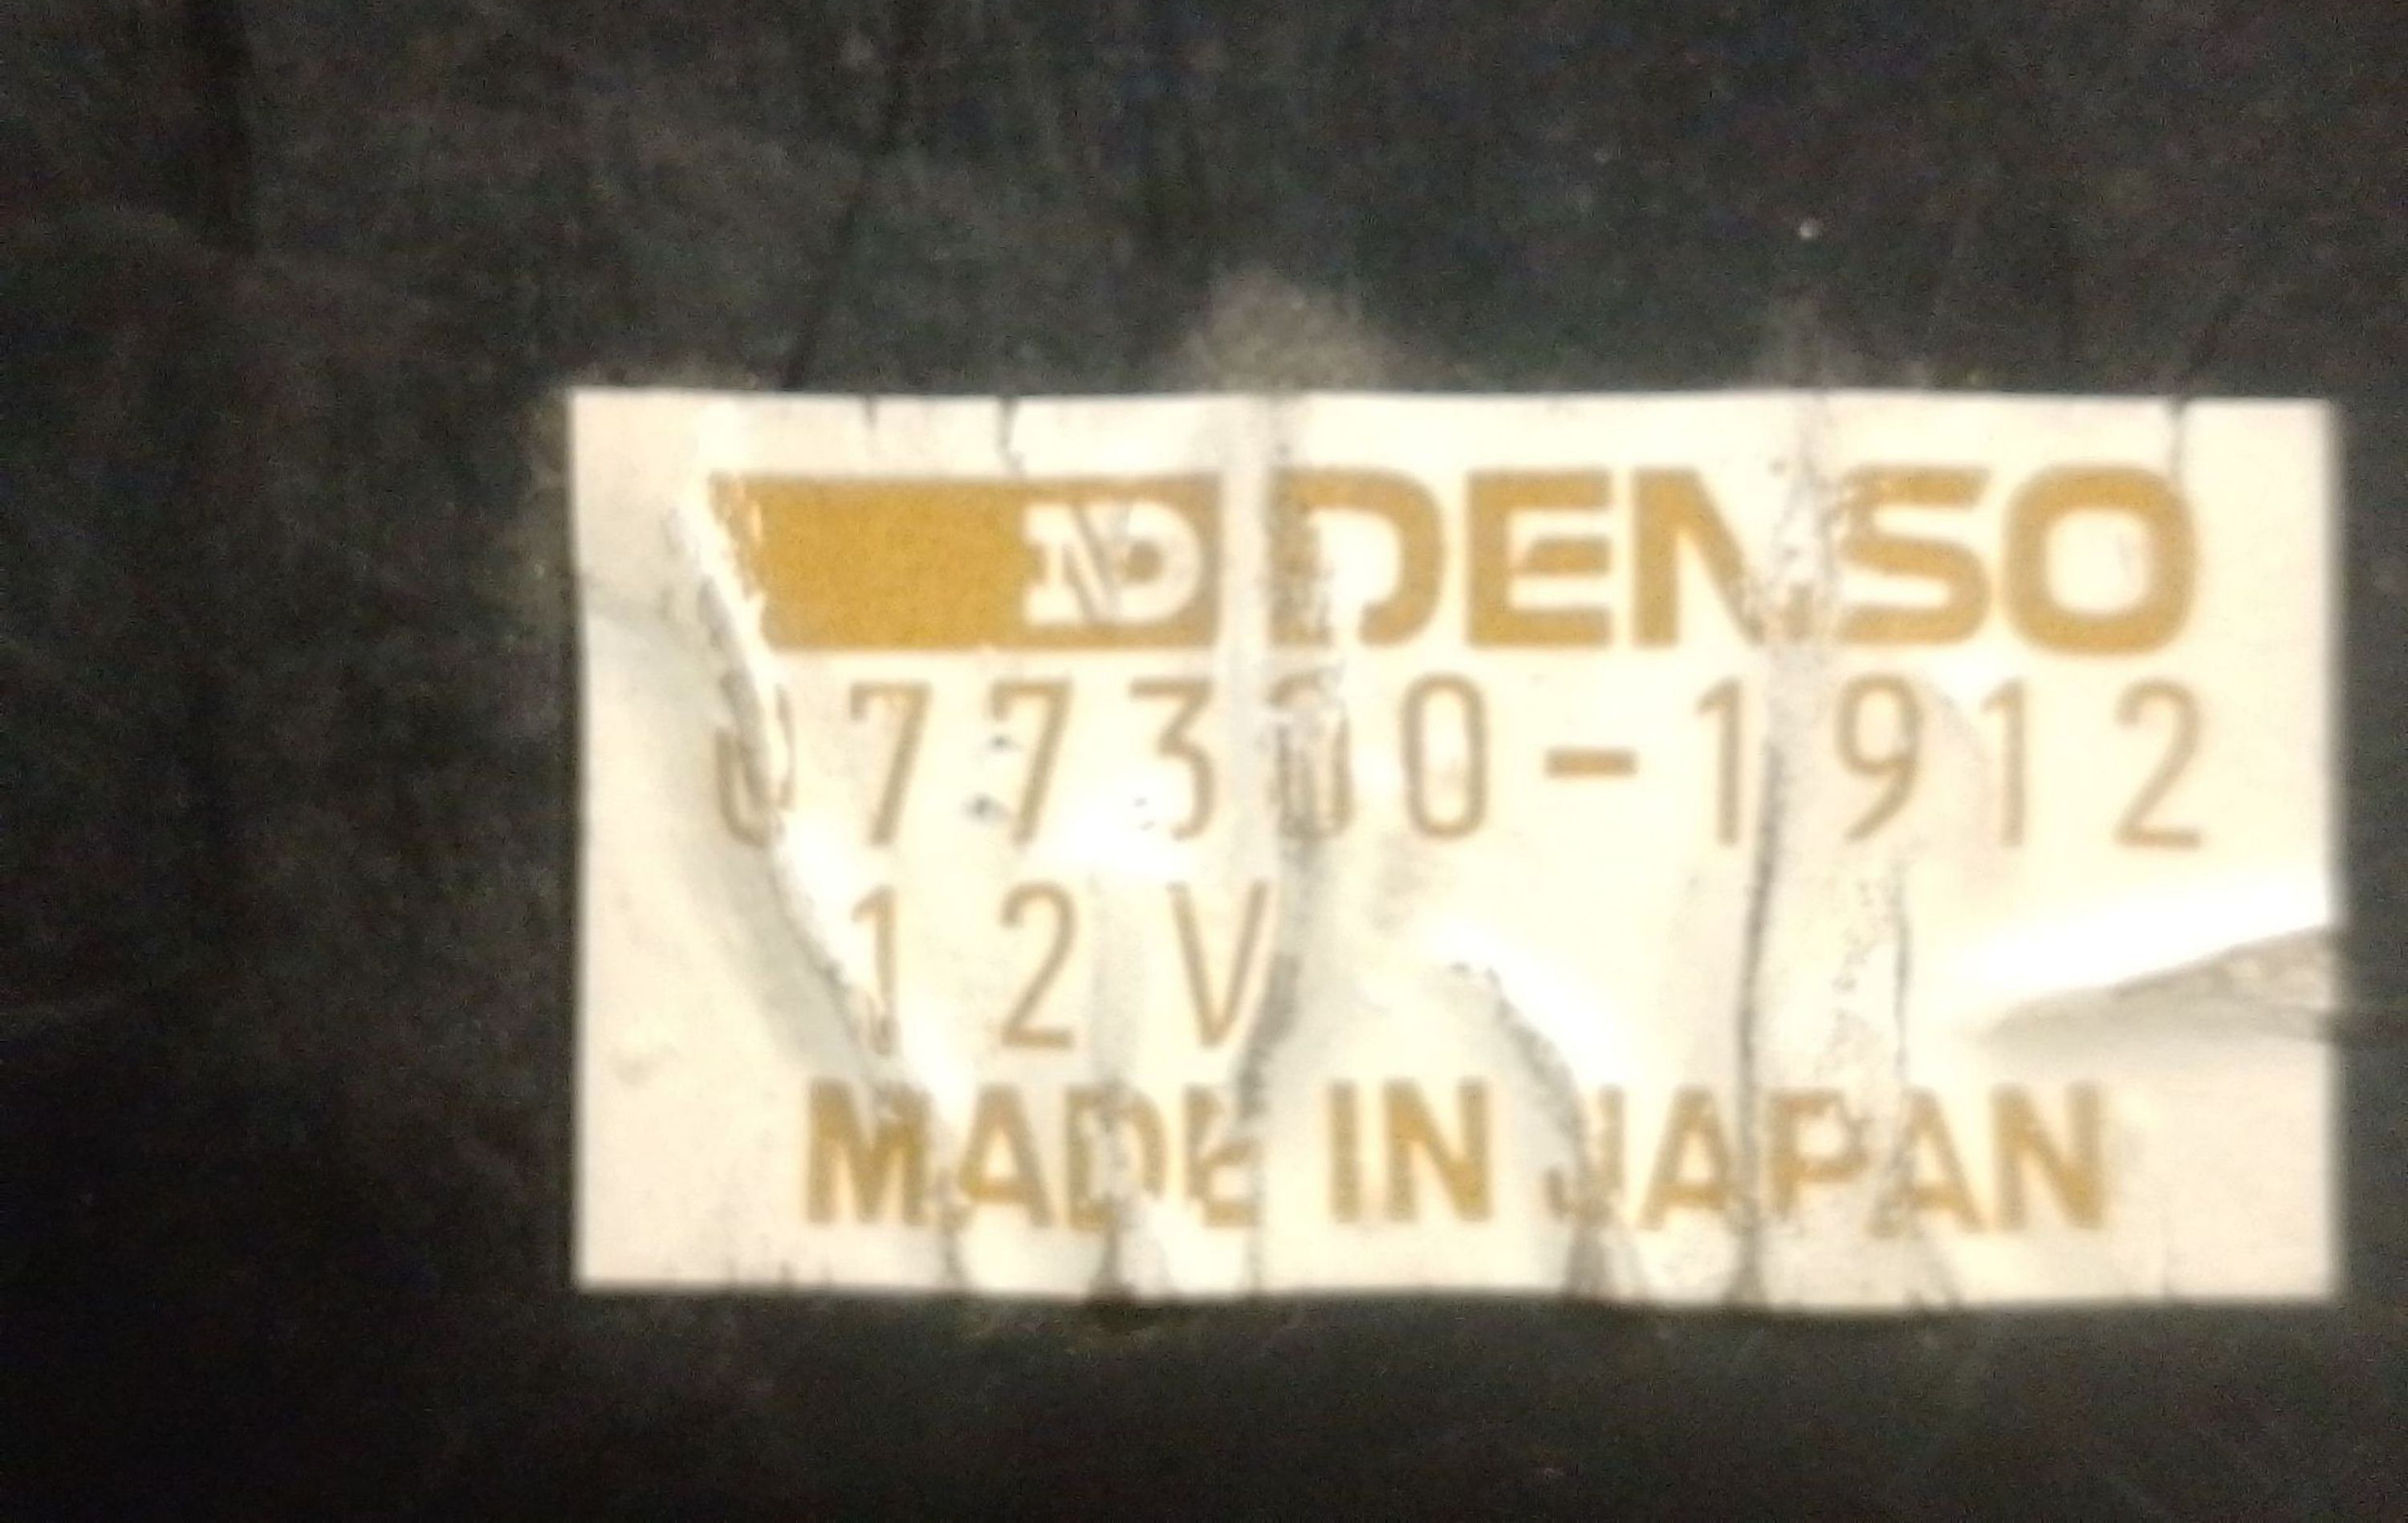 ND DENSO
077300-1912
12V
MADE IN JAPAN